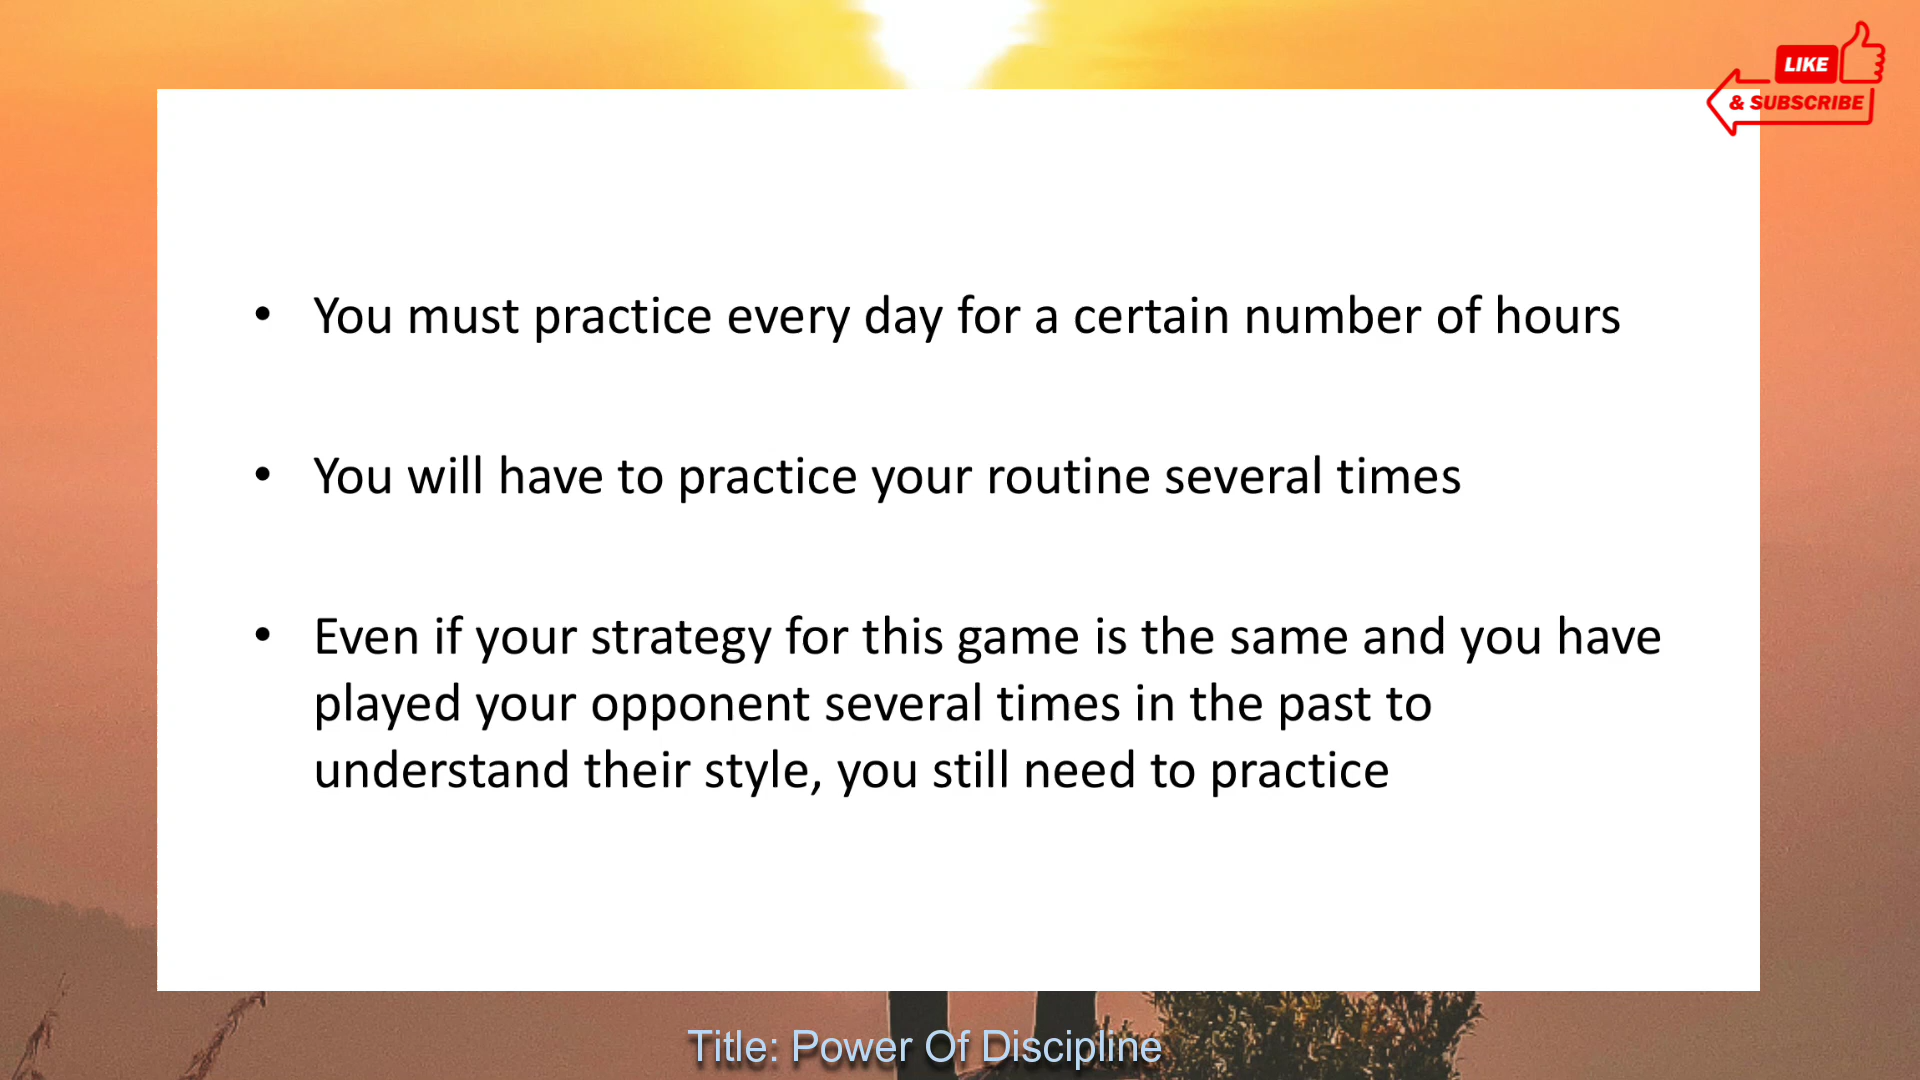 LIKE
& SUBSCRIBE
• You must practice every day for a certain number of hours
• You will have to practice your routine several times
• Even if your strategy for this game is the same and you have
played your opponent several times in the past to
understand their style, you still need to practice
Title: Power Of Discipline